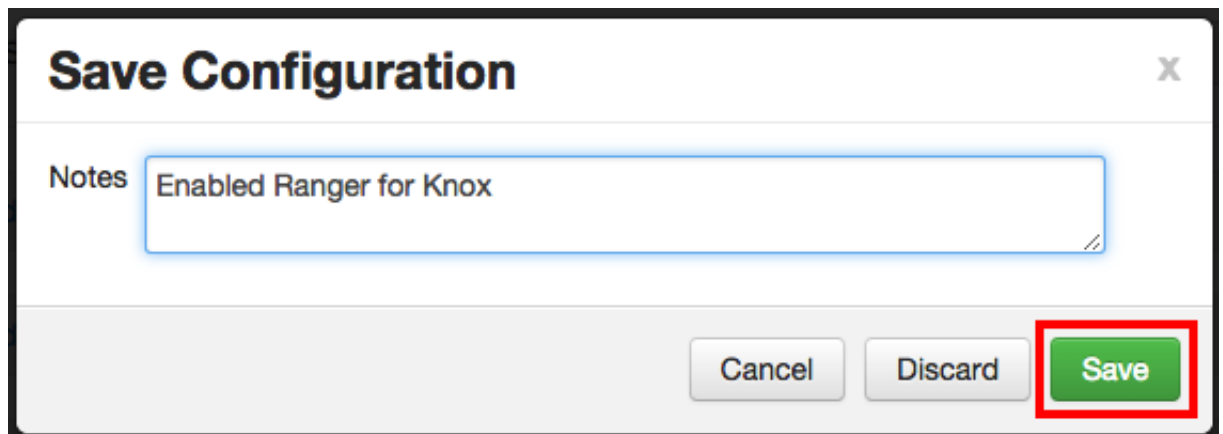 Save Configuration
x
Notes
Enabled Ranger for Knox
Cancel
Discard
Save